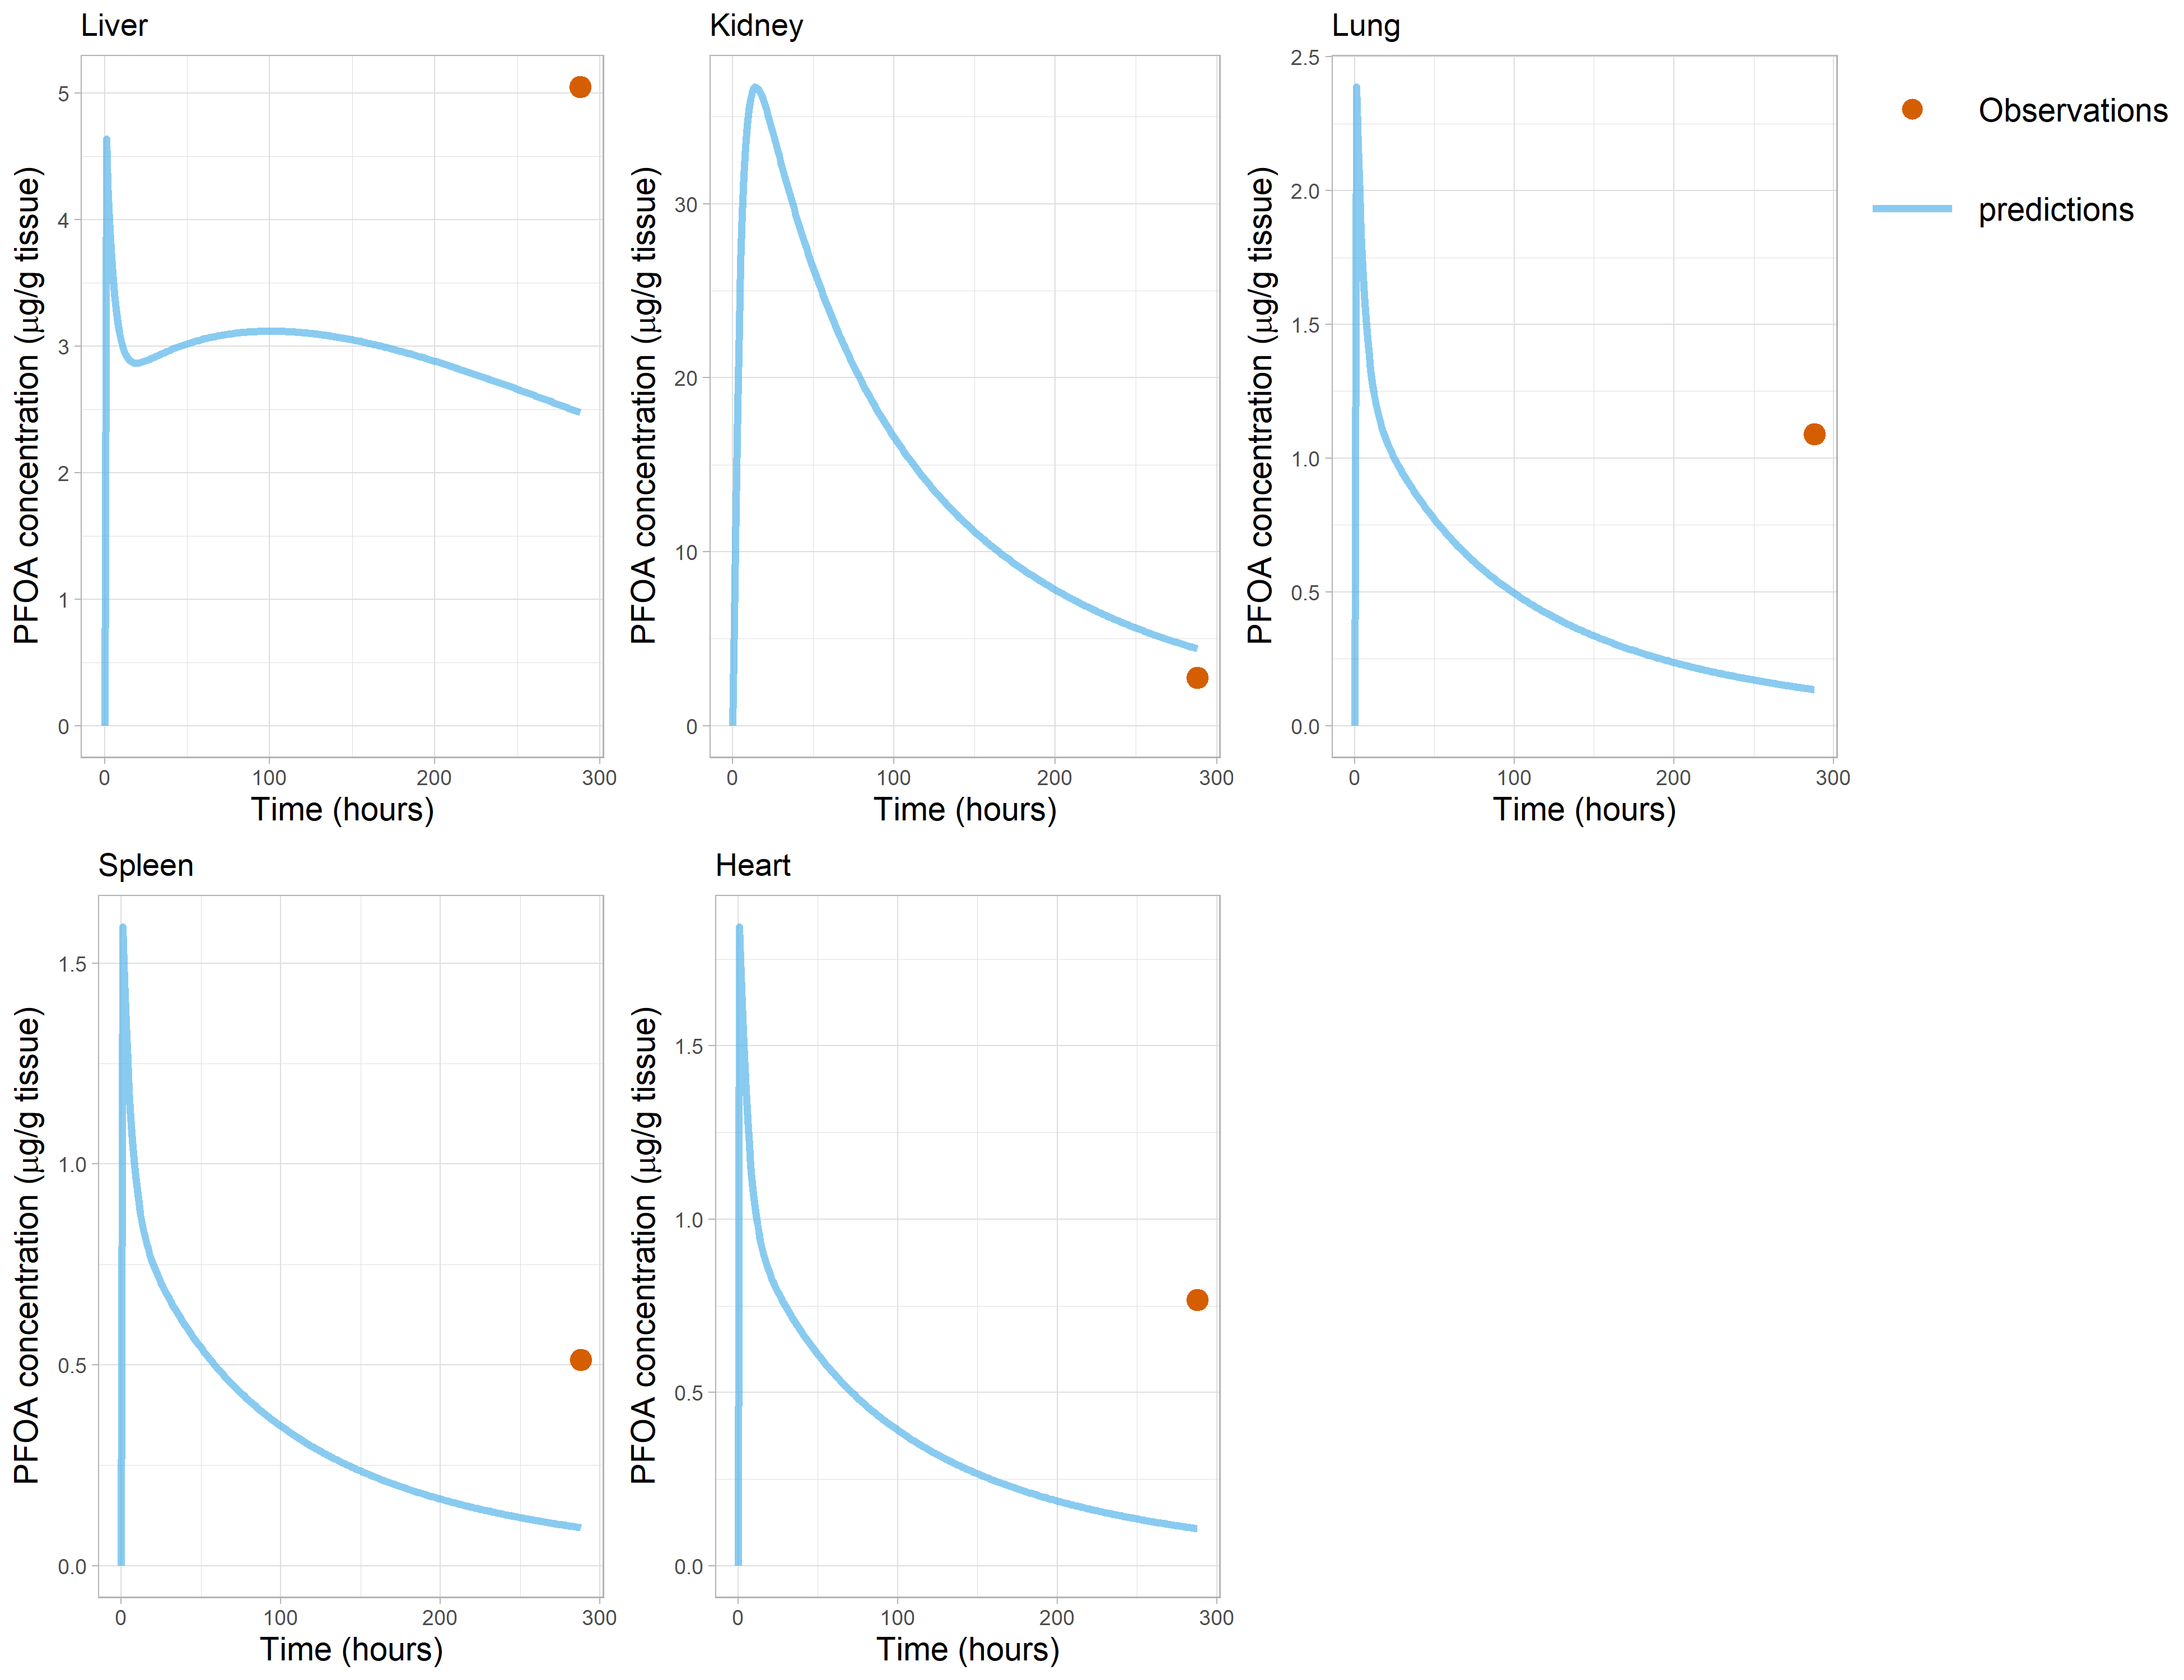 Liver
PFOA concentration (μg/g tissue)
5
4
3
2
1
0
0 100 200 300
Time (hours)
Kidney
PFOA concentration (μg/g tissue)
30
20
10
0
0 100 200 300
Time (hours)
Lung
PFOA concentration (μg/g tissue)
2.5
2.0
1.5
1.0
0.5
0.0
0 100 200 300
Time (hours)
Observations
predictions
Spleen
PFOA concentration (μg/g tissue)
1.5
1.0
0.5
0.0
0 100 200 300
Time (hours)
Heart
PFOA concentration (μg/g tissue)
1.5
1.0
0.5
0.0
0 100 200 300
Time (hours)